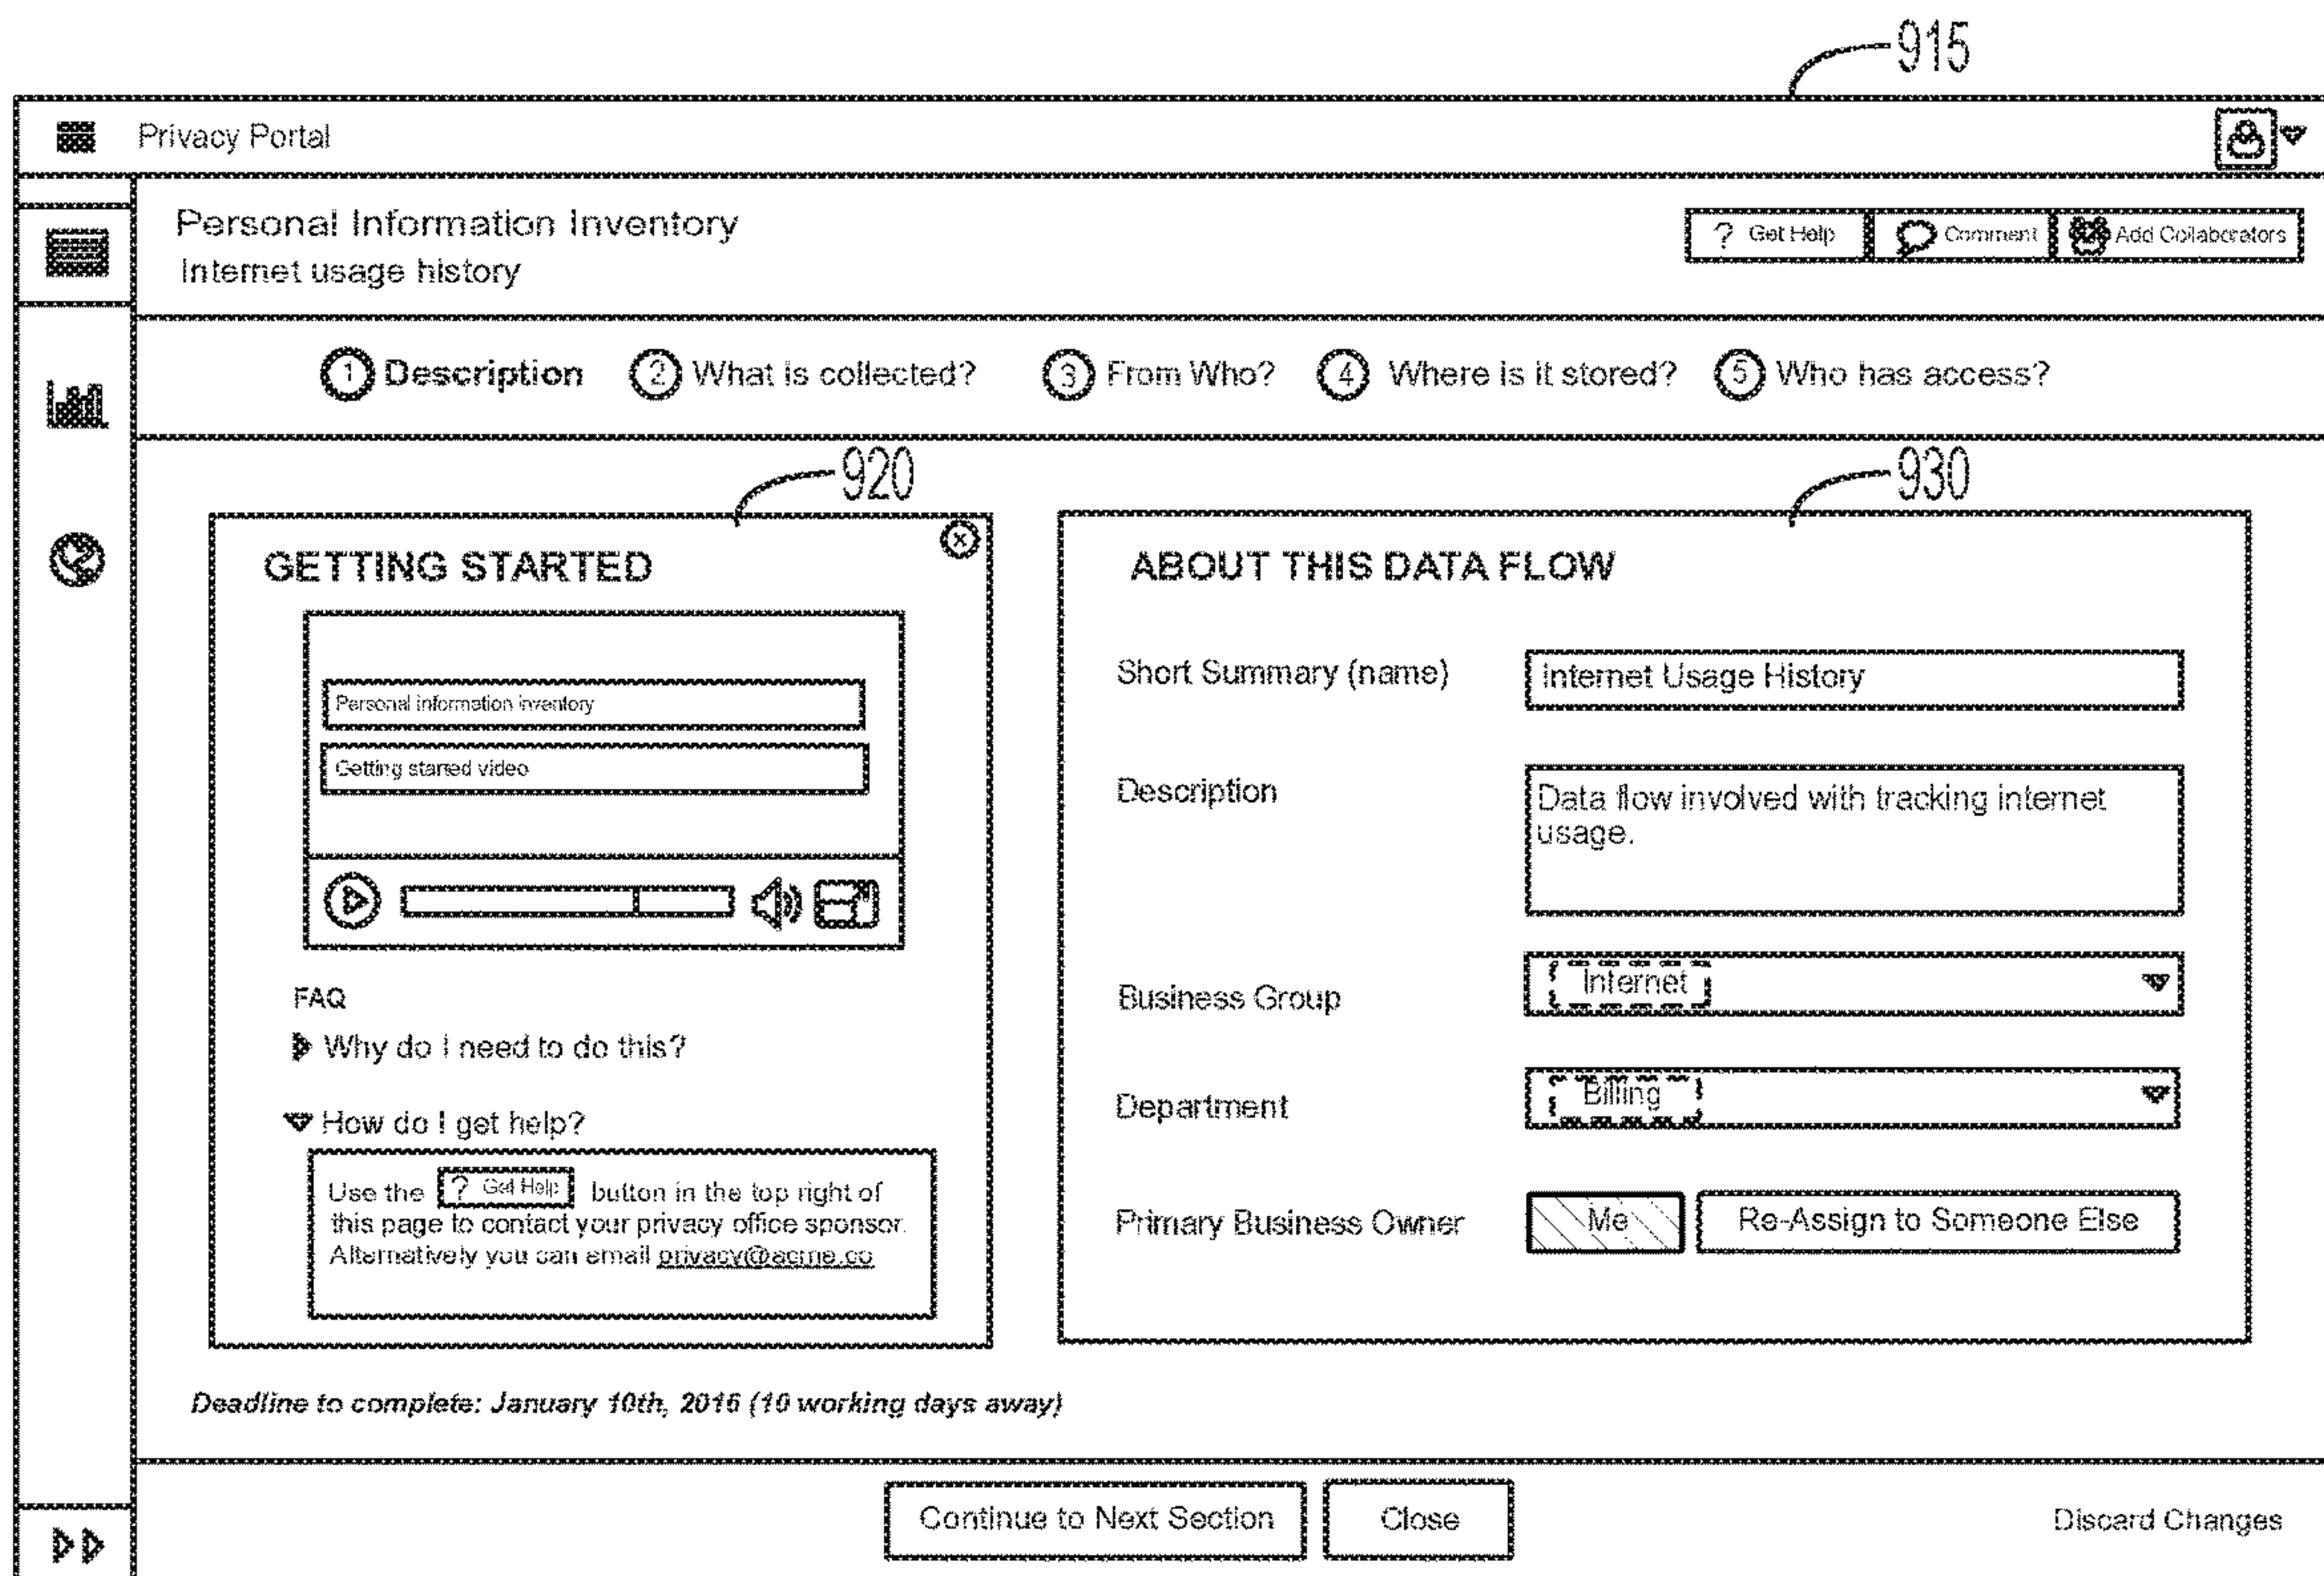 915
Privacy Portal
Personal Information Inventory
Internet usage history
? Get Help
Comment
Add Collaborators
1 Description
2 What is collected?
3 From Who?
4 Where is it stored?
5 Who has access?
920
GETTING STARTED
Personal information inventory
Getting started video
FAQ
Why do I need to do this?
How do I get help?
Use the ? Get Help button in the top right of
this page to contact your privacy office sponsor.
Alternatively you can email privacy@acme.co
930
ABOUT THIS DATA FLOW
Short Summary (name)
Internet Usage History
Description
Data flow involved with tracking internet
usage.
Business Group
Internet
Department
Billing
Primary Business Owner
Me
Re-Assign to Someone Else
Deadline to complete: January 10th, 2016 (10 working days away)
Continue to Next Section
Close
Discard Changes